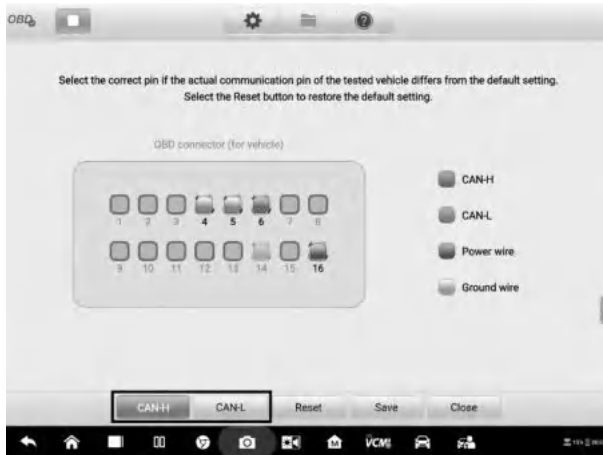 OBD
Select the correct pin if the actual communication pin of the tested vehicle differs from the default setting.
Select the Reset button to restore the default setting.
OBD connector (for vehicle)
CAN-H
1 2 3 4 5 6 7 8
CAN-L
Power wire
9 10 11 12 13 14 15 16
Ground wire
CAN-H CAN-L Reset Save Close
VCMI